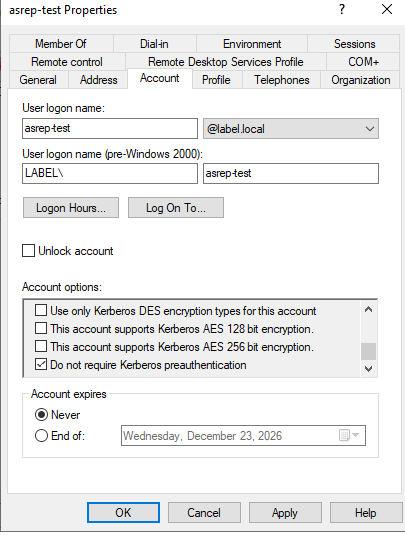 asrep-test Properties
? ×
Member Of Dial-in Environment Sessions
Remote control Remote Desktop Services Profile COM+
General Address Account Profile Telephones Organization
User logon name:
asrep-test @label.local
User logon name (pre-Windows 2000):
LABEL\ asrep-test
Logon Hours... Log On To...
Unlock account
Account options:
Use only Kerberos DES encryption types for this account
This account supports Kerberos AES 128 bit encryption.
This account supports Kerberos AES 256 bit encryption.
Do not require Kerberos preauthentication
Account expires
Never
End of: Wednesday, December 23, 2026
OK Cancel Apply Help